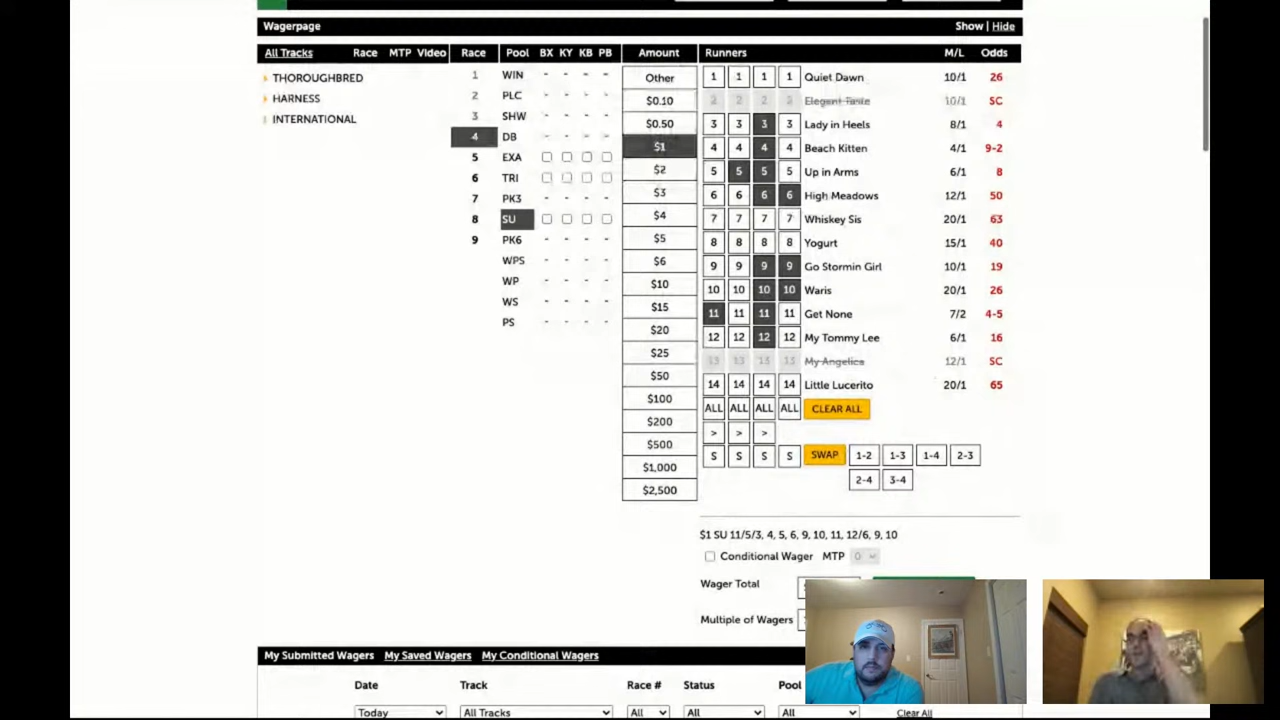 Wagerpage Show | Hide
All Tracks Race MTP Video Race Pool BX KY KB PB Amount Runners M/L Odds
THOROUGHBRED
HARNESS
INTERNATIONAL
1 WIN - - - -
2 PLC - - - -
3 SHW - - - -
4 DB - - - -
5 EXA
6 TRI
7 PK3 - - - -
8 SU
9 PK6 - - - -
WPS - - - -
WP - - - -
WS - - - -
PS - - - -
Other
$0.10
$0.50
$1
$2
$3
$4
$5
$6
$10
$15
$20
$25
$50
$100
$200
$500
$1,000
$2,500
1 1 1 1 Quiet Dawn 10/1 26
2 2 2 2 Elegant Taste 10/1 SC
3 3 3 3 Lady in Heels 8/1 4
4 4 4 4 Beach Kitten 4/1 9-2
5 5 5 5 Up in Arms 6/1 8
6 6 6 6 High Meadows 12/1 50
7 7 7 7 Whiskey Sis 20/1 63
8 8 8 8 Yogurt 15/1 40
9 9 9 9 Go Stormin Girl 10/1 19
10 10 10 10 Waris 20/1 26
11 11 11 11 Get None 7/2 4-5
12 12 12 12 My Tommy Lee 6/1 16
13 13 13 13 My Angelica 12/1 SC
14 14 14 14 Little Lucerito 20/1 65
ALL ALL ALL ALL CLEAR ALL
> > >
S S S S SWAP 1-2 1-3 1-4 2-3
2-4 3-4
$1 SU 11/5/3, 4, 5, 6, 9, 10, 11, 12/6, 9, 10
Conditional Wager MTP 0
Wager Total
Multiple of Wagers
My Submitted Wagers My Saved Wagers My Conditional Wagers
Date Track Race # Status Pool
Today All Tracks All All All Clear All